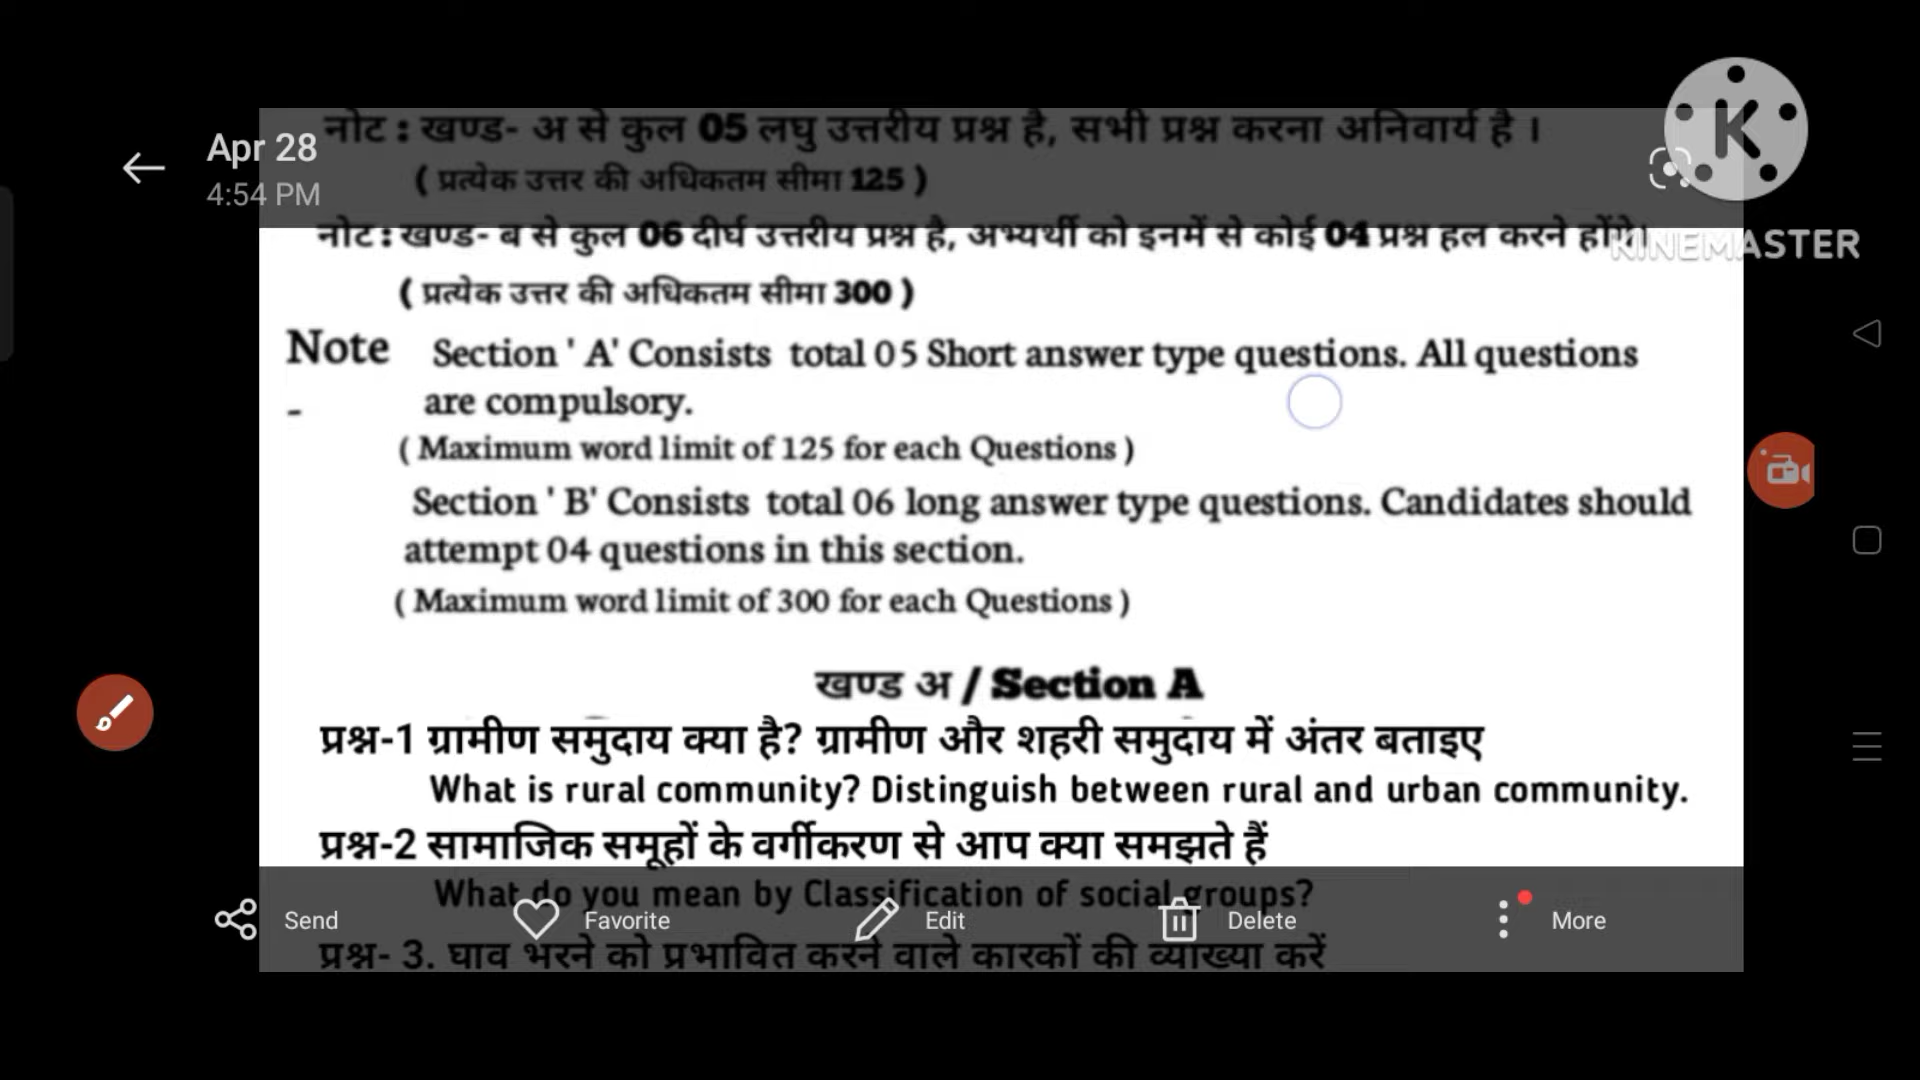 नोट : खण्ड- अ से कुल 05 लघु उत्तरीय प्रश्न है, सभी प्रश्न करना अनिवार्य है ।
Apr 28
( प्रत्येक उत्तर की अधिकतम सीमा 125 )
4:54 PM
K
नोट : खण्ड- ब से कुल 06 दीर्घ उत्तरीय प्रश्न है, अभ्यर्थी को इनमें से कोई 04 प्रश्न हल करने होंगे।
KINEMASTER
( प्रत्येक उत्तर की अधिकतम सीमा 300 )
Note Section ' A' Consists total 05 Short answer type questions. All questions
- are compulsory.
( Maximum word limit of 125 for each Questions )
Section ' B' Consists total 06 long answer type questions. Candidates should
attempt 04 questions in this section.
( Maximum word limit of 300 for each Questions )
खण्ड अ / Section A
प्रश्न-1 ग्रामीण समुदाय क्या है? ग्रामीण और शहरी समुदाय में अंतर बताइए
What is rural community? Distinguish between rural and urban community.
प्रश्न-2 सामाजिक समूहों के वर्गीकरण से आप क्या समझते हैं
What do you mean by Classification of social groups?
Send Favorite Edit Delete More
प्रश्न- 3. घाव भरने को प्रभावित करने वाले कारकों की व्याख्या करें